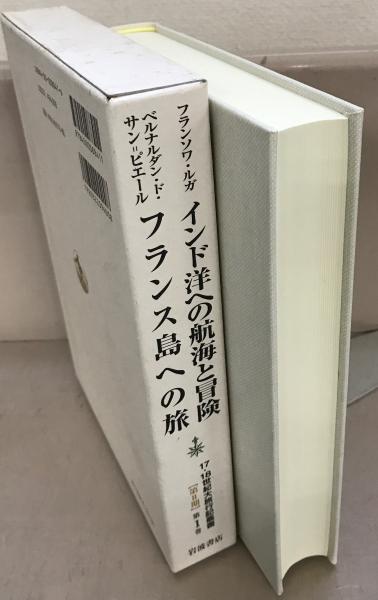 フランソワ・ルガ
インド洋への航海と冒険
ベルナルダン・ド・
サン=ピエール
フランス島への旅
17・18世紀大旅行記叢書
[第II期]
第1巻
岩波書店